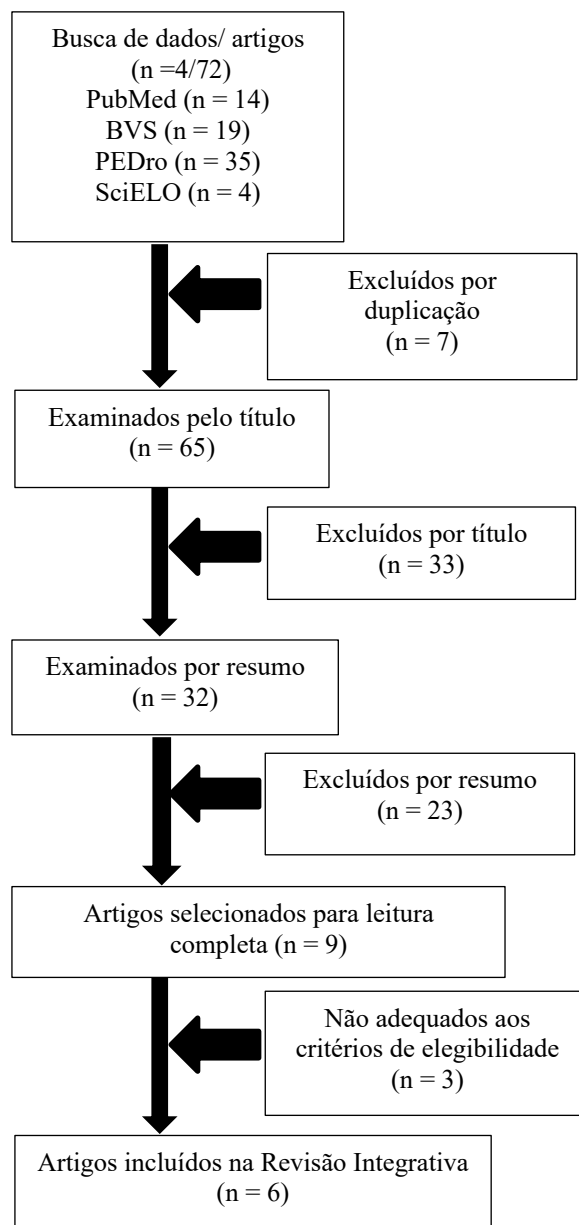 Busca de dados/ artigos
(n =4/72)
PubMed (n = 14)
BVS (n = 19)
PEDro (n = 35)
SciELO (n = 4)
Excluídos por
duplicação
(n = 7)
Examinados pelo título
(n = 65)
Excluídos por título
(n = 33)
Examinados por resumo
(n = 32)
Excluídos por resumo
(n = 23)
Artigos selecionados para leitura
completa (n = 9)
Não adequados aos
critérios de elegibilidade
(n = 3)
Artigos incluídos na Revisão Integrativa
(n = 6)